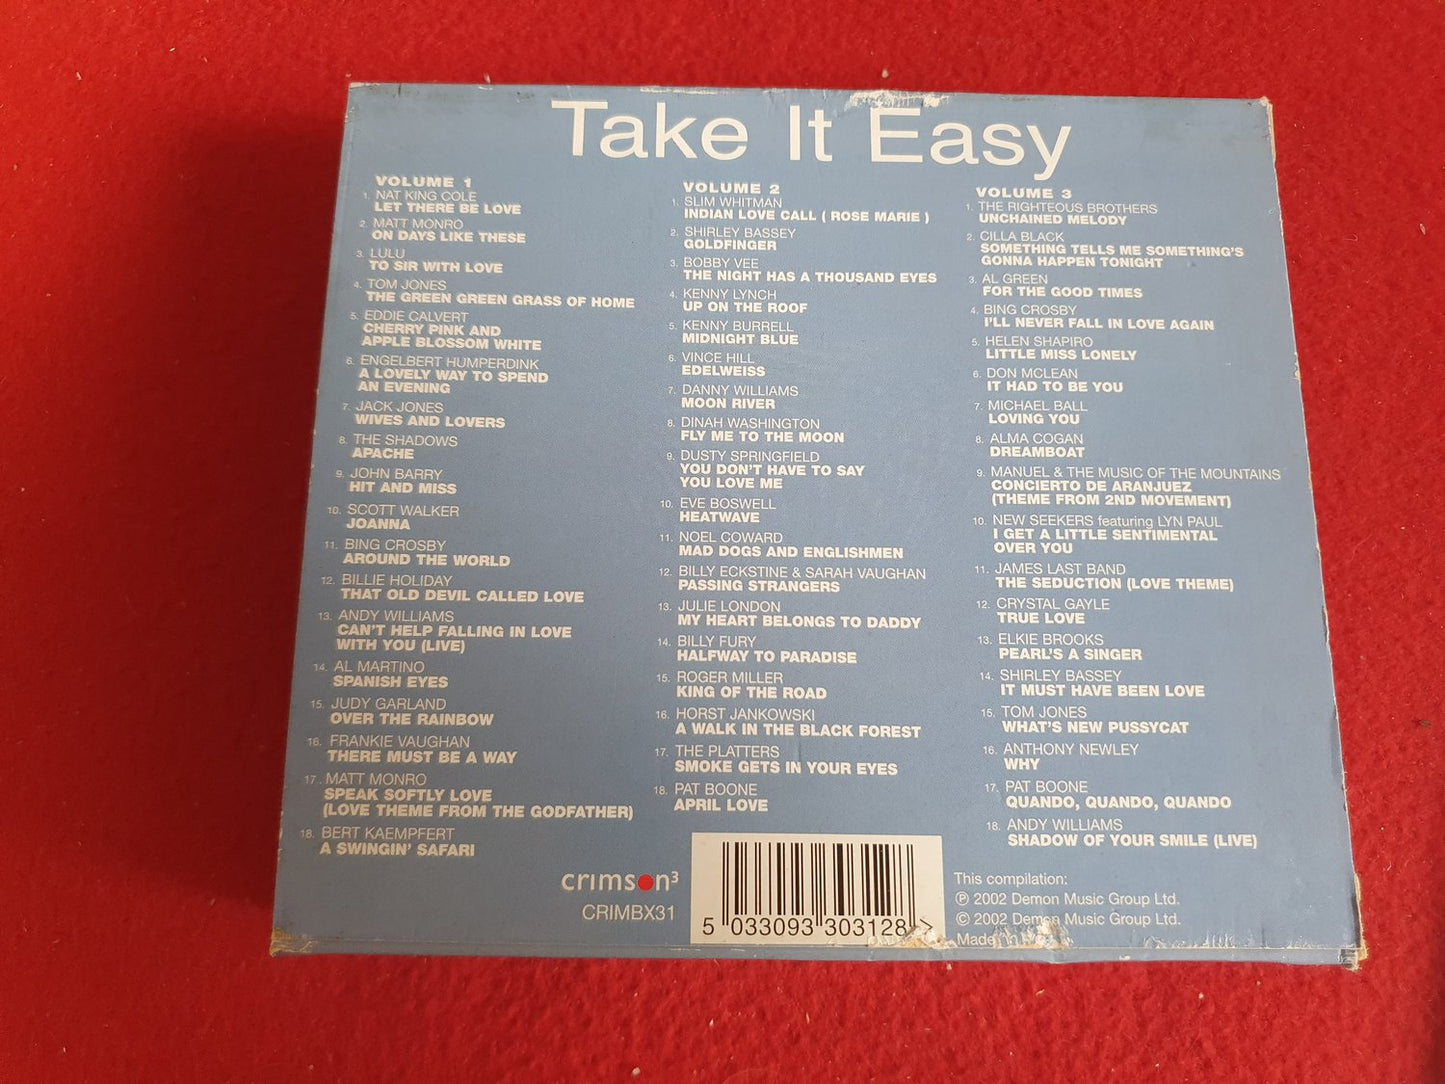 Take It Easy
VOLUME 1
1. NAT KING COLE
LET THERE BE LOVE
2. MATT MONRO
ON DAYS LIKE THESE
3. LULU
TO SIR WITH LOVE
4. TOM JONES
THE GREEN GREEN GRASS OF HOME
5. EDDIE CALVERT
CHERRY PINK AND
APPLE BLOSSOM WHITE
6. ENGELBERT HUMPERDINK
A LOVELY WAY TO SPEND
AN EVENING
7. JACK JONES
WIVES AND LOVERS
8. THE SHADOWS
APACHE
9. JOHN BARRY
HIT AND MISS
10. SCOTT WALKER
JOANNA
11. BING CROSBY
AROUND THE WORLD
12. BILLIE HOLIDAY
THAT OLD DEVIL CALLED LOVE
13. ANDY WILLIAMS
CAN'T HELP FALLING IN LOVE
WITH YOU (LIVE)
14. AL MARTINO
SPANISH EYES
15. JUDY GARLAND
OVER THE RAINBOW
16. FRANKIE VAUGHAN
THERE MUST BE A WAY
17. MATT MONRO
SPEAK SOFTLY LOVE
(LOVE THEME FROM THE GODFATHER)
18. BERT KAEMPFERT
A SWINGIN' SAFARI
VOLUME 2
1. SLIM WHITMAN
INDIAN LOVE CALL ( ROSE MARIE )
2. SHIRLEY BASSEY
GOLDFINGER
3. BOBBY VEE
THE NIGHT HAS A THOUSAND EYES
4. KENNY LYNCH
UP ON THE ROOF
5. KENNY BURRELL
MIDNIGHT BLUE
6. VINCE HILL
EDELWEISS
7. DANNY WILLIAMS
MOON RIVER
8. DINAH WASHINGTON
FLY ME TO THE MOON
9. DUSTY SPRINGFIELD
YOU DON'T HAVE TO SAY
YOU LOVE ME
10. EVE BOSWELL
HEATWAVE
11. NOEL COWARD
MAD DOGS AND ENGLISHMEN
12. BILLY ECKSTINE & SARAH VAUGHAN
PASSING STRANGERS
13. JULIE LONDON
MY HEART BELONGS TO DADDY
14. BILLY FURY
HALFWAY TO PARADISE
15. ROGER MILLER
KING OF THE ROAD
16. HORST JANKOWSKI
A WALK IN THE BLACK FOREST
17. THE PLATTERS
SMOKE GETS IN YOUR EYES
18. PAT BOONE
APRIL LOVE
VOLUME 3
1. THE RIGHTEOUS BROTHERS
UNCHAINED MELODY
2. CILLA BLACK
SOMETHING TELLS ME SOMETHING'S
GONNA HAPPEN TONIGHT
3. AL GREEN
FOR THE GOOD TIMES
4. BING CROSBY
I'LL NEVER FALL IN LOVE AGAIN
5. HELEN SHAPIRO
LITTLE MISS LONELY
6. DON MCLEAN
IT HAD TO BE YOU
7. MICHAEL BALL
LOVING YOU
8. ALMA COGAN
DREAMBOAT
9. MANUEL & THE MUSIC OF THE MOUNTAINS
CONCIERTO DE ARANJUEZ
(THEME FROM 2ND MOVEMENT)
10. NEW SEEKERS featuring LYN PAUL
I GET A LITTLE SENTIMENTAL
OVER YOU
11. JAMES LAST BAND
THE SEDUCTION (LOVE THEME)
12. CRYSTAL GAYLE
TRUE LOVE
13. ELKIE BROOKS
PEARL'S A SINGER
14. SHIRLEY BASSEY
IT MUST HAVE BEEN LOVE
15. TOM JONES
WHAT'S NEW PUSSYCAT
16. ANTHONY NEWLEY
WHY
17. PAT BOONE
QUANDO, QUANDO, QUANDO
18. ANDY WILLIAMS
SHADOW OF YOUR SMILE (LIVE)
crimson³
CRIMBX31
5 033093 303128 >
This compilation:
℗ 2002 Demon Music Group Ltd.
© 2002 Demon Music Group Ltd.
Made in